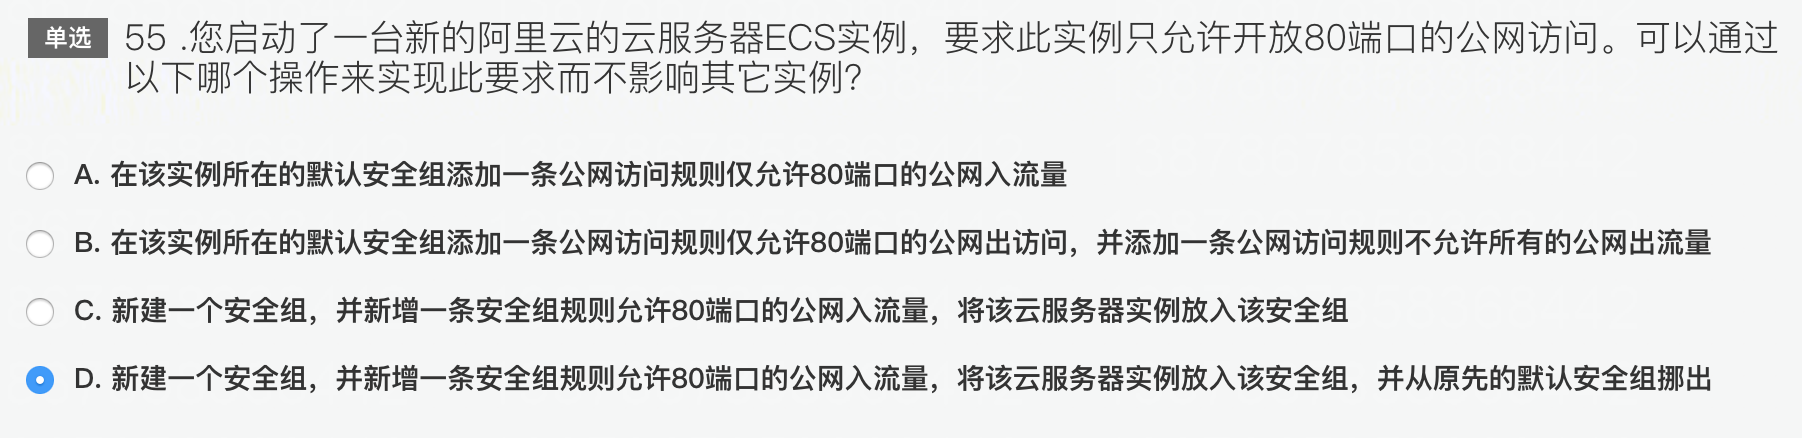 单选 55 .您启动了一台新的阿里云的云服务器ECS实例，要求此实例只允许开放80端口的公网访问。可以通过
以下哪个操作来实现此要求而不影响其它实例?
A. 在该实例所在的默认安全组添加一条公网访问规则仅允许80端口的公网入流量
B. 在该实例所在的默认安全组添加一条公网访问规则仅允许80端口的公网出访问，并添加一条公网访问规则不允许所有的公网出流量
C. 新建一个安全组，并新增一条安全组规则允许80端口的公网入流量，将该云服务器实例放入该安全组
D. 新建一个安全组，并新增一条安全组规则允许80端口的公网入流量，将该云服务器实例放入该安全组，并从原先的默认安全组挪出